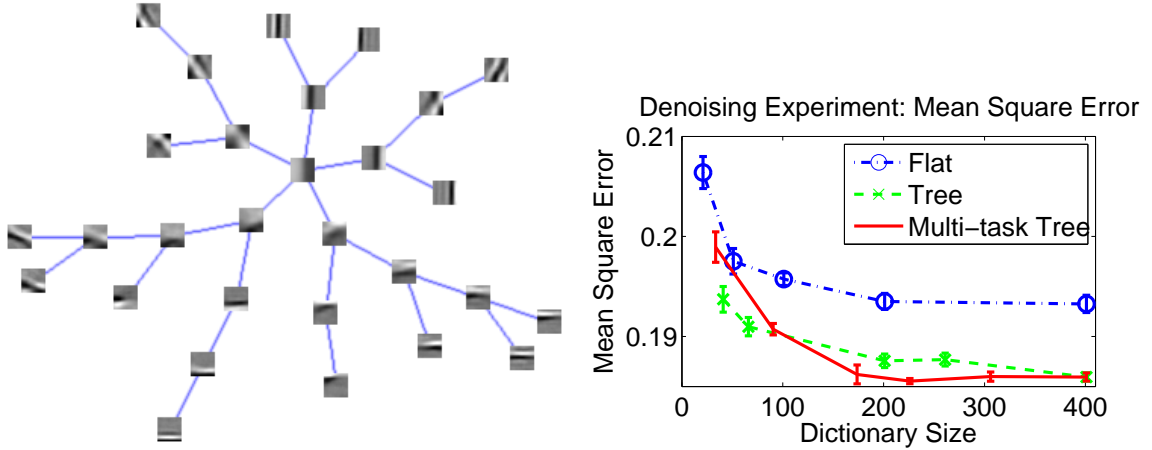 Denoising Experiment: Mean Square Error
0.21
0.2
0.19
Mean Square Error
Flat
Tree
Multi−task Tree
0 100 200 300 400
Dictionary Size